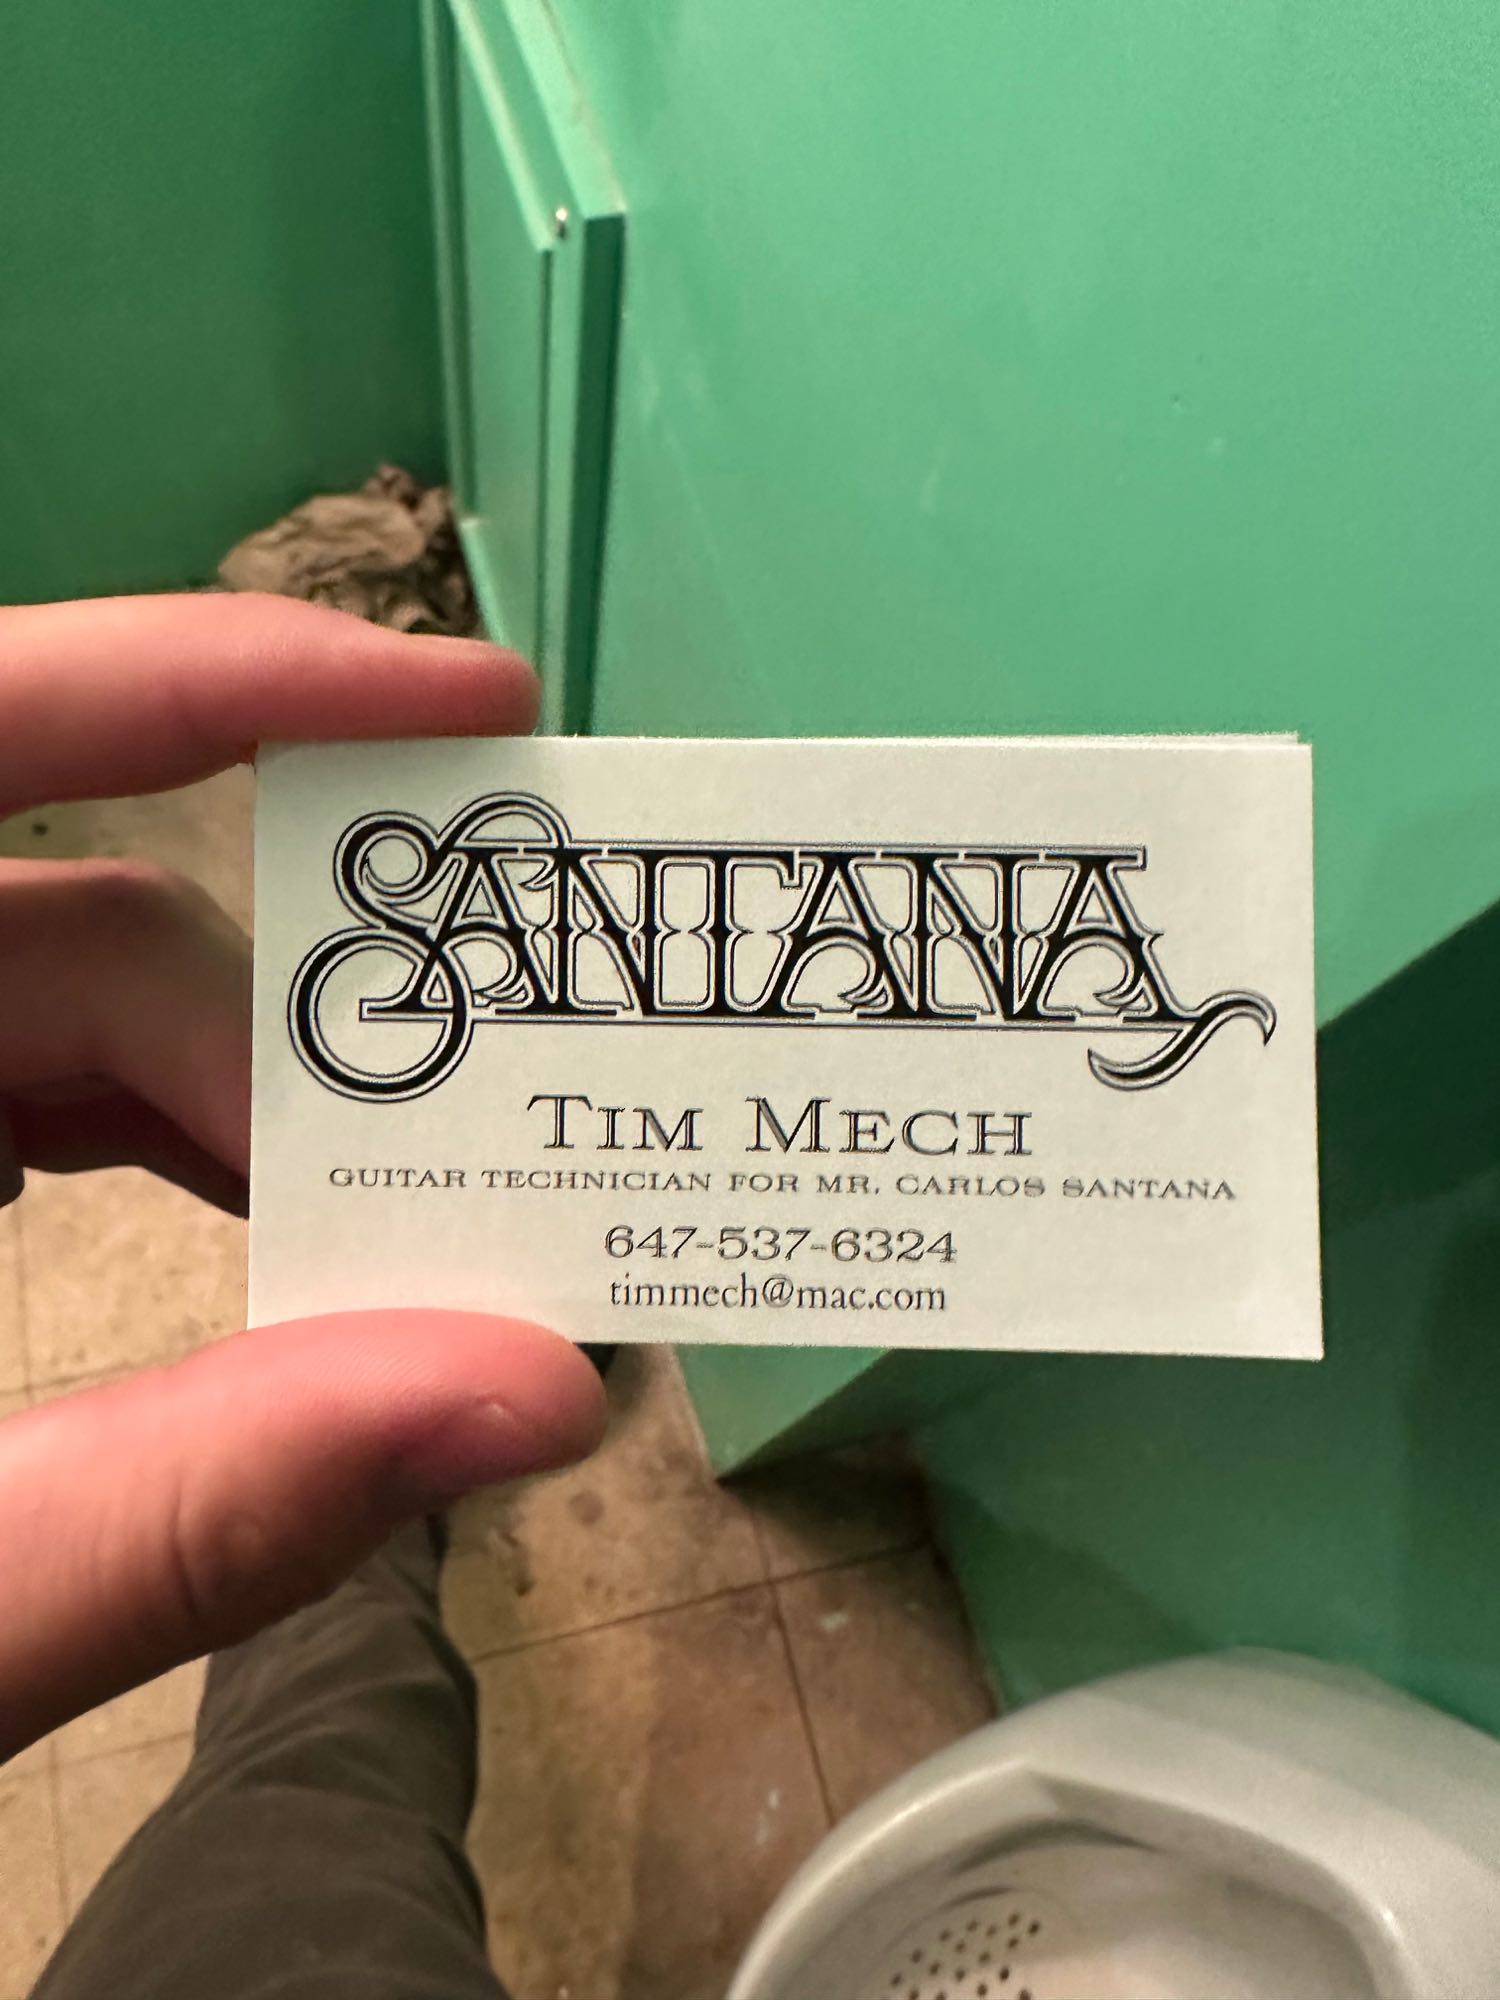 SANTANA
TIM MECH
GUITAR TECHNICIAN FOR MR. CARLOS SANTANA
647-537-6324
timmech@mac.com